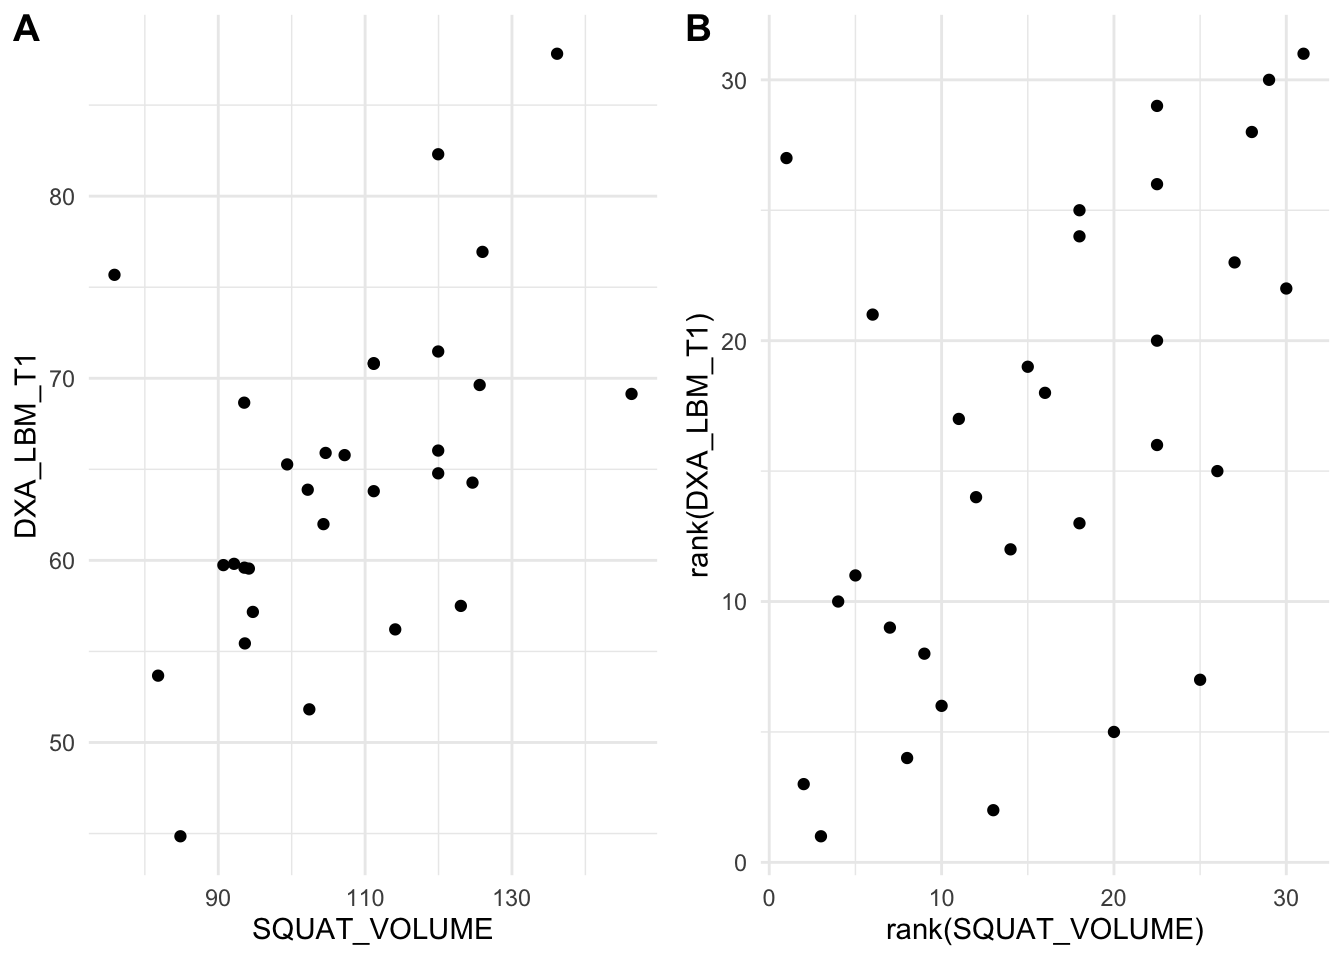 A
DXA_LBM_T1
80
70
60
50
90 110 130
SQUAT_VOLUME
B
rank(DXA_LBM_T1)
30
20
10
0
0 10 20 30
rank(SQUAT_VOLUME)